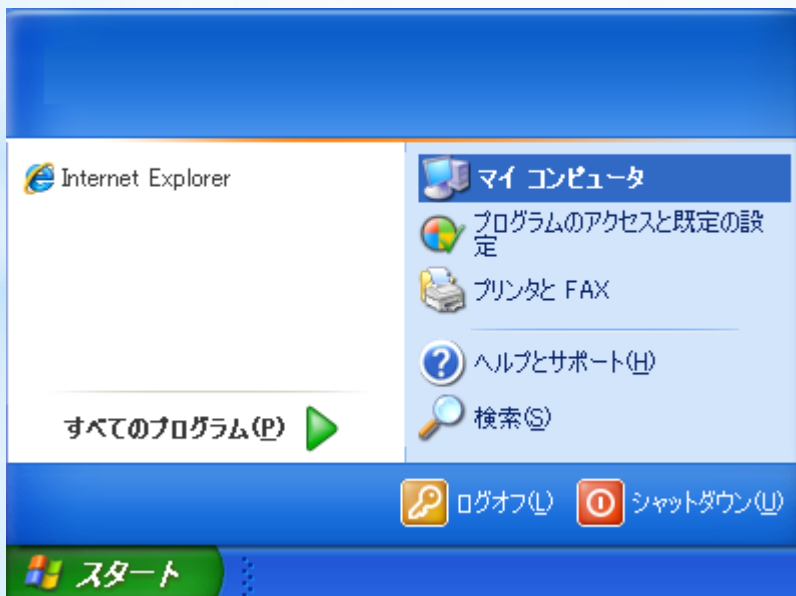 Internet Explorer
すべてのプログラム(P)
マイ コンピュータ
プログラムのアクセスと既定の設
定
プリンタと FAX
ヘルプとサポート(H)
検索(S)
ログオフ(L)
シャットダウン(U)
スタート